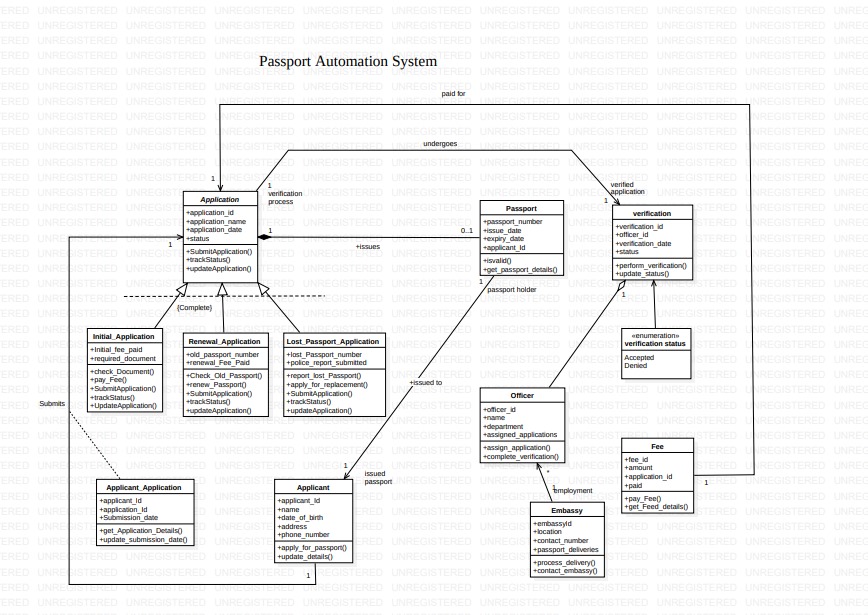 Passport Automation System
paid for
undergoes
1
1
verification
process
verified
application
1
Application
+application_id
+application_name
+application_date
+status
+SubmitApplication()
+trackStatus()
+updateApplication()
1
1
+issues
0..1
Passport
+passport_number
+issue_date
+expiry_date
+applicant_Id
+isvalid()
+get_passport_details()
1
passport holder
verification
+verification_id
+officer_id
+verification_date
+status
+perform_verification()
+update_status()
1
{Complete}
Initial_Application
+Initial_fee_paid
+required_document
+check_Document()
+pay_Fee()
+SubmitApplication()
+trackStatus()
+UpdateApplication()
Renewal_Application
+old_passport_number
+renewal_Fee_Paid
+Check_Old_Passport()
+renew_Passport()
+SubmitApplication()
+trackStatus()
+updateApplication()
Lost_Passport_Application
+lost_Passport_number
+police_report_submitted
+report_lost_Passport()
+apply_for_replacement()
+SubmitApplication()
+trackStatus()
+updateApplication()
«enumeration»
verification status
Accepted
Denied
+issued to
Submits
Officer
+officer_id
+name
+department
+assigned_applications
+assign_application()
+complete_verification()
Fee
+fee_id
+amount
+application_id
+paid
+pay_Fee()
+get_Feed_details()
1
1
issued
passport
*
1
employment
Applicant_Application
+applicant_Id
+application_Id
+Submission_date
+get_Application_Details()
+update_submission_date()
Applicant
+applicant_Id
+name
+date_of_birth
+address
+phone_number
+apply_for_passport()
+update_details()
1
Embassy
+embassyId
+location
+contact_number
+passport_deliveries
+process_delivery()
+contact_embassy()